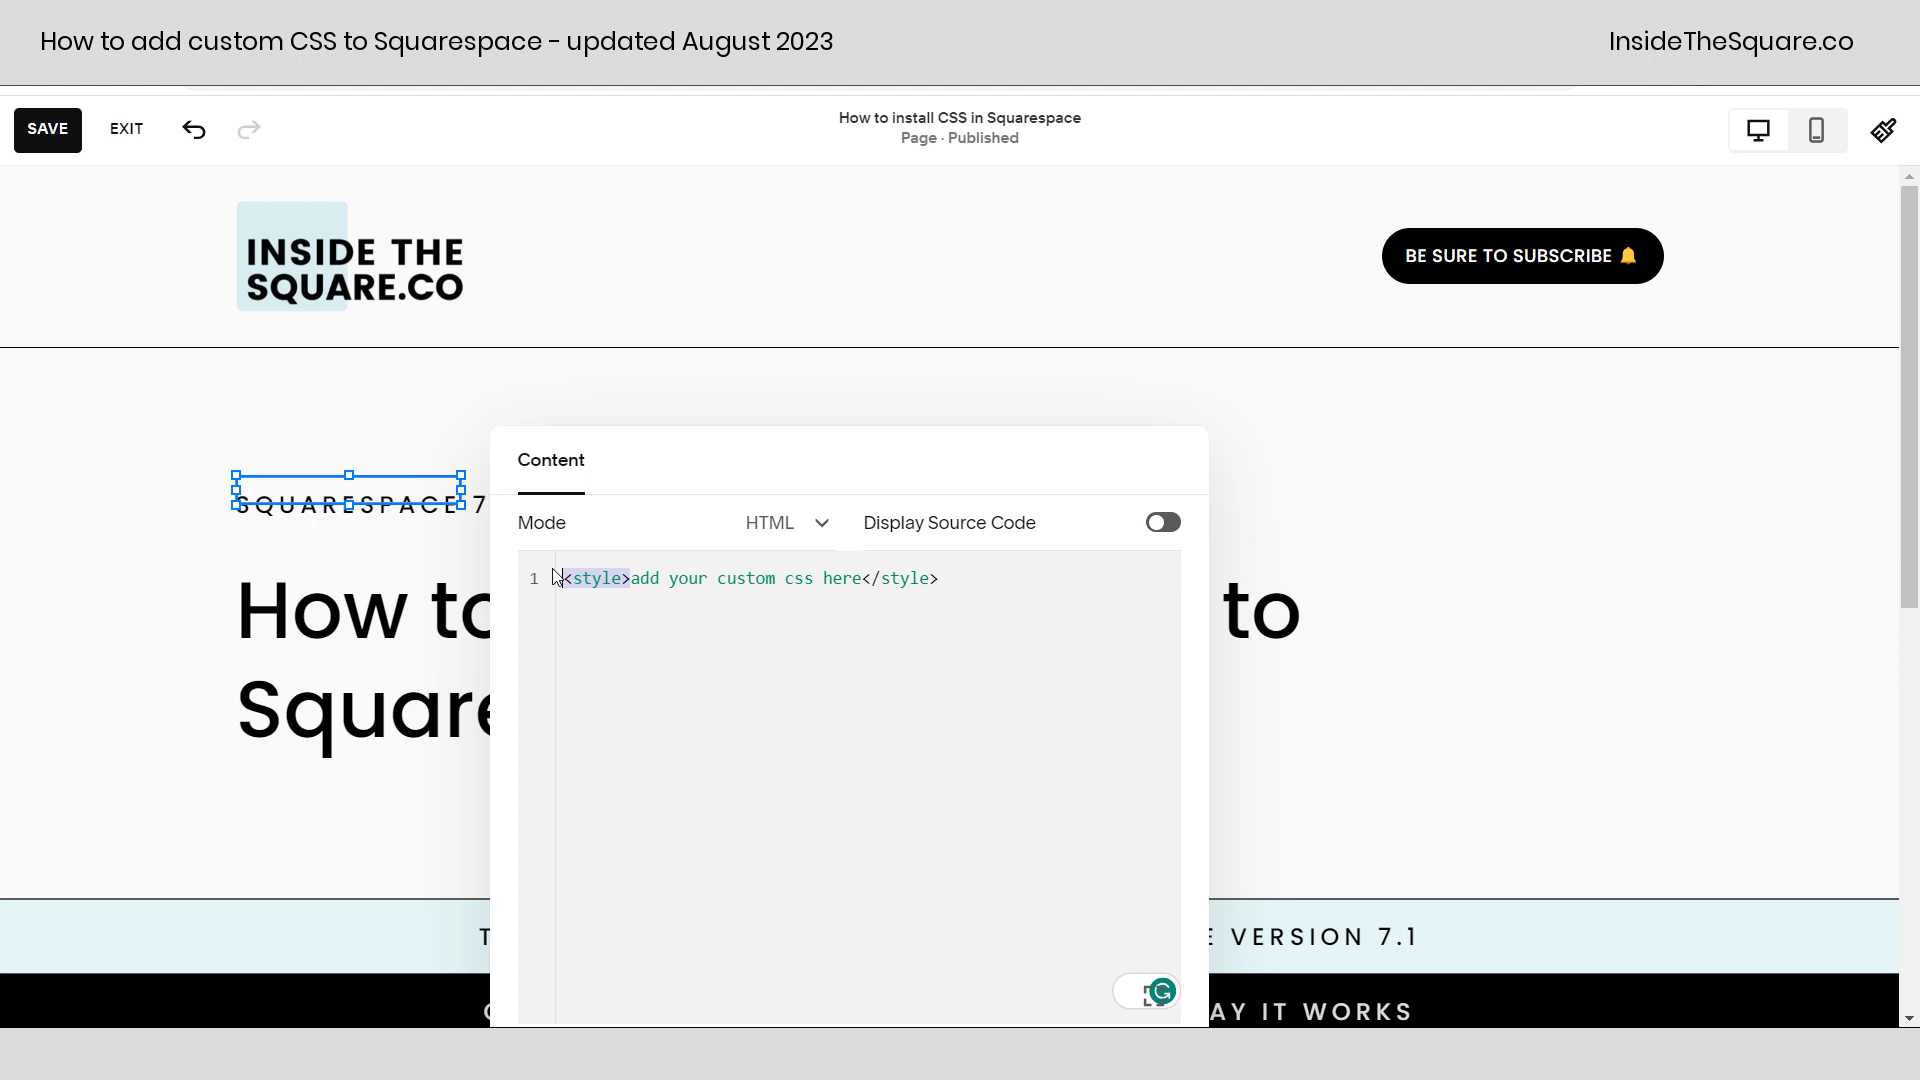 How to add custom CSS to Squarespace - updated August 2023
InsideTheSquare.co
SAVE
EXIT
How to install CSS in Squarespace
Page · Published
INSIDE THE
SQUARE.CO
BE SURE TO SUBSCRIBE 🔔
SQUARESPACE 7
How to
to
Square
Content
Mode
HTML
Display Source Code
1
<style>add your custom css here</style>
VERSION 7.1
IT WORKS